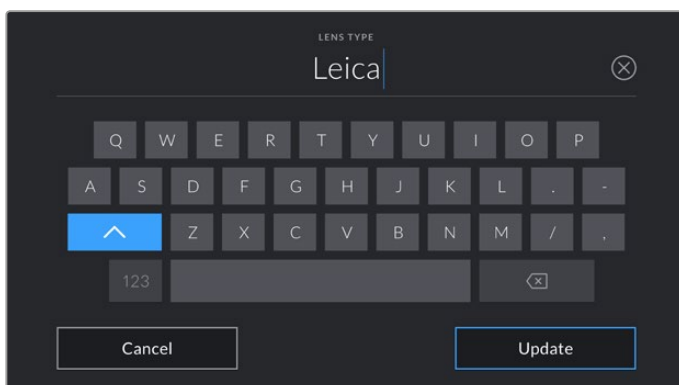 LENS TYPE
Leica
Q W E R T Y U I O P
A S D F G H J K L . -
Z X C V B N M / ,
123
Cancel Update